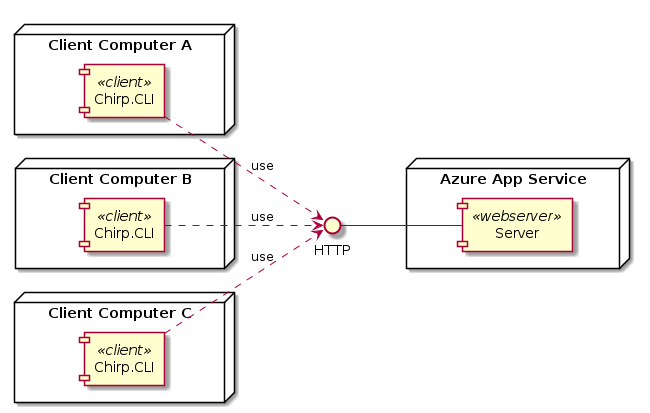 Client Computer A
«client»
Chirp.CLI
use
Client Computer B
«client»
Chirp.CLI
use
Azure App Service
«webserver»
Server
HTTP
use
Client Computer C
«client»
Chirp.CLI